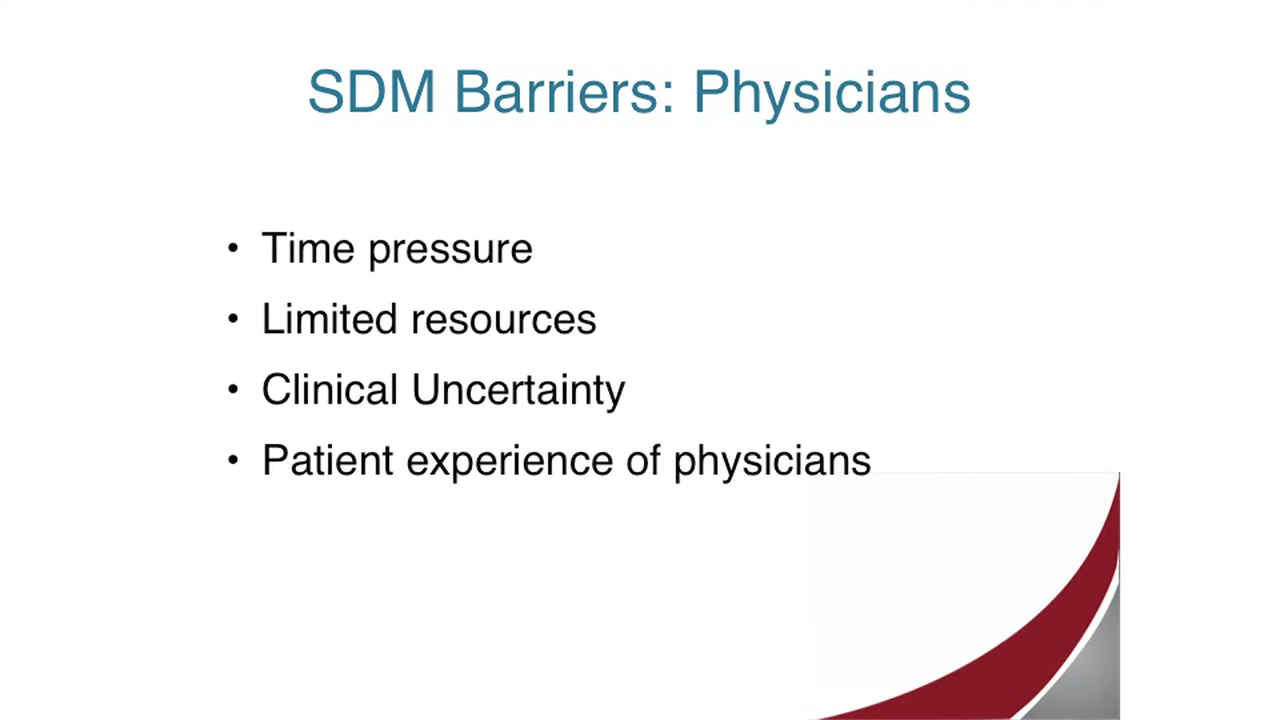 SDM Barriers: Physicians
• Time pressure
• Limited resources
• Clinical Uncertainty
• Patient experience of physicians